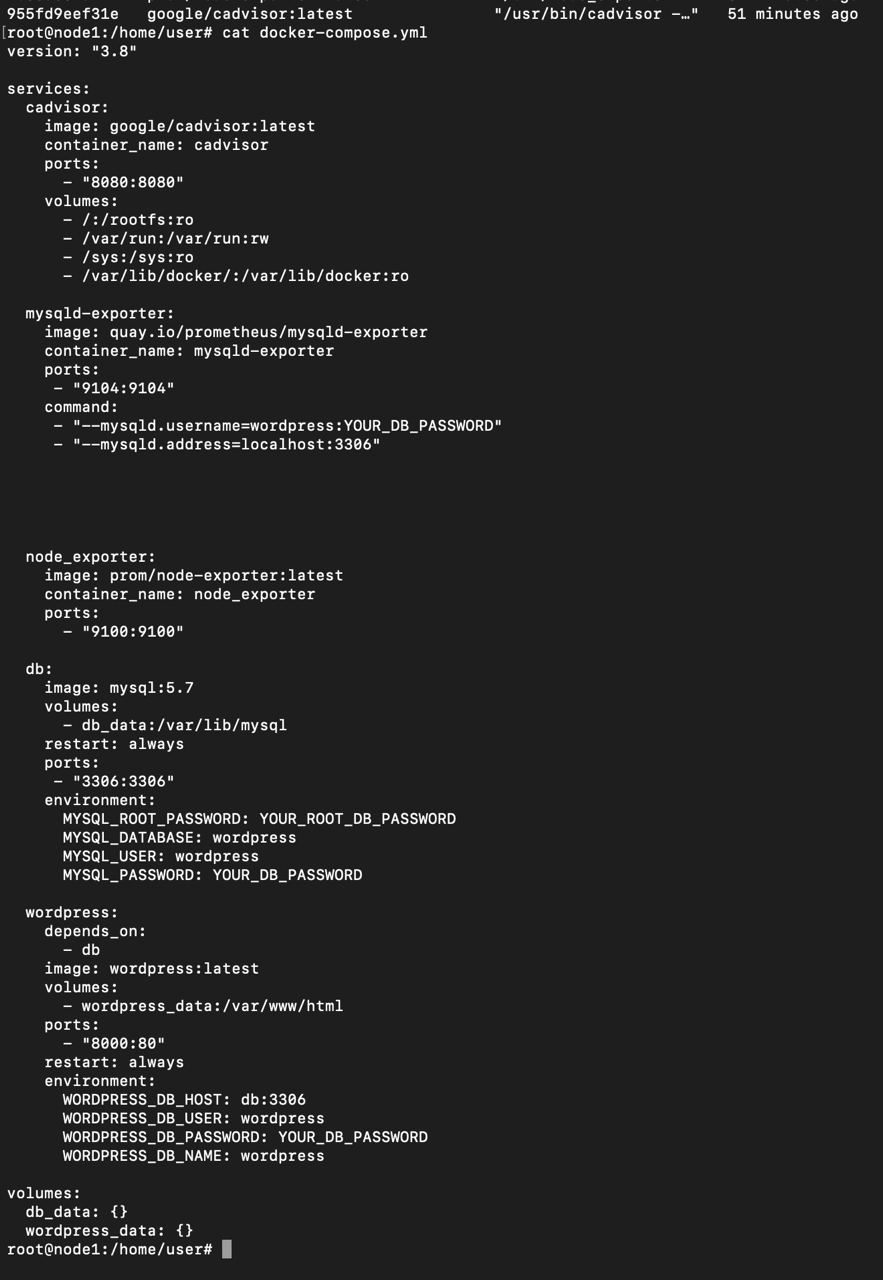 955fd9eef31e   google/cadvisor:latest               "/usr/bin/cadvisor -…"   51 minutes ago
[root@node1:/home/user# cat docker-compose.yml
version: "3.8"

services:
  cadvisor:
    image: google/cadvisor:latest
    container_name: cadvisor
    ports:
      - "8080:8080"
    volumes:
      - /:/rootfs:ro
      - /var/run:/var/run:rw
      - /sys:/sys:ro
      - /var/lib/docker/:/var/lib/docker:ro

  mysqld-exporter:
    image: quay.io/prometheus/mysqld-exporter
    container_name: mysqld-exporter
    ports:
     - "9104:9104"
    command:
     - "--mysqld.username=wordpress:YOUR_DB_PASSWORD"
     - "--mysqld.address=localhost:3306"

  node_exporter:
    image: prom/node-exporter:latest
    container_name: node_exporter
    ports:
      - "9100:9100"

  db:
    image: mysql:5.7
    volumes:
      - db_data:/var/lib/mysql
    restart: always
    ports:
     - "3306:3306"
    environment:
      MYSQL_ROOT_PASSWORD: YOUR_ROOT_DB_PASSWORD
      MYSQL_DATABASE: wordpress
      MYSQL_USER: wordpress
      MYSQL_PASSWORD: YOUR_DB_PASSWORD

  wordpress:
    depends_on:
      - db
    image: wordpress:latest
    volumes:
      - wordpress_data:/var/www/html
    ports:
      - "8000:80"
    restart: always
    environment:
      WORDPRESS_DB_HOST: db:3306
      WORDPRESS_DB_USER: wordpress
      WORDPRESS_DB_PASSWORD: YOUR_DB_PASSWORD
      WORDPRESS_DB_NAME: wordpress

volumes:
  db_data: {}
  wordpress_data: {}
root@node1:/home/user#